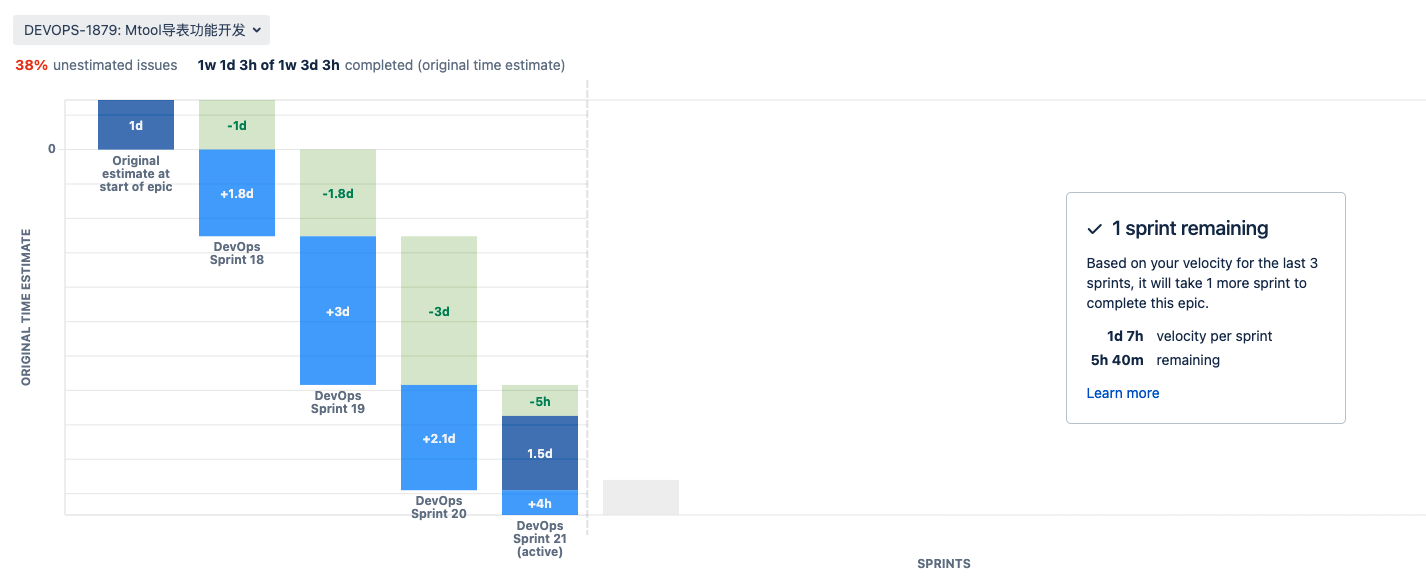 DEVOPS-1879: Mtool导表功能开发
38% unestimated issues 1w 1d 3h of 1w 3d 3h completed (original time estimate)
1d
-1d
0
Original
estimate at
start of epic
+1.8d
-1.8d
DevOps
Sprint 18
+3d
-3d
DevOps
Sprint 19
+2.1d
-5h
1.5d
DevOps
Sprint 20
+4h
DevOps
Sprint 21
(active)
ORIGINAL TIME ESTIMATE
SPRINTS
1 sprint remaining
Based on your velocity for the last 3
sprints, it will take 1 more sprint to
complete this epic.
1d 7h velocity per sprint
5h 40m remaining
Learn more